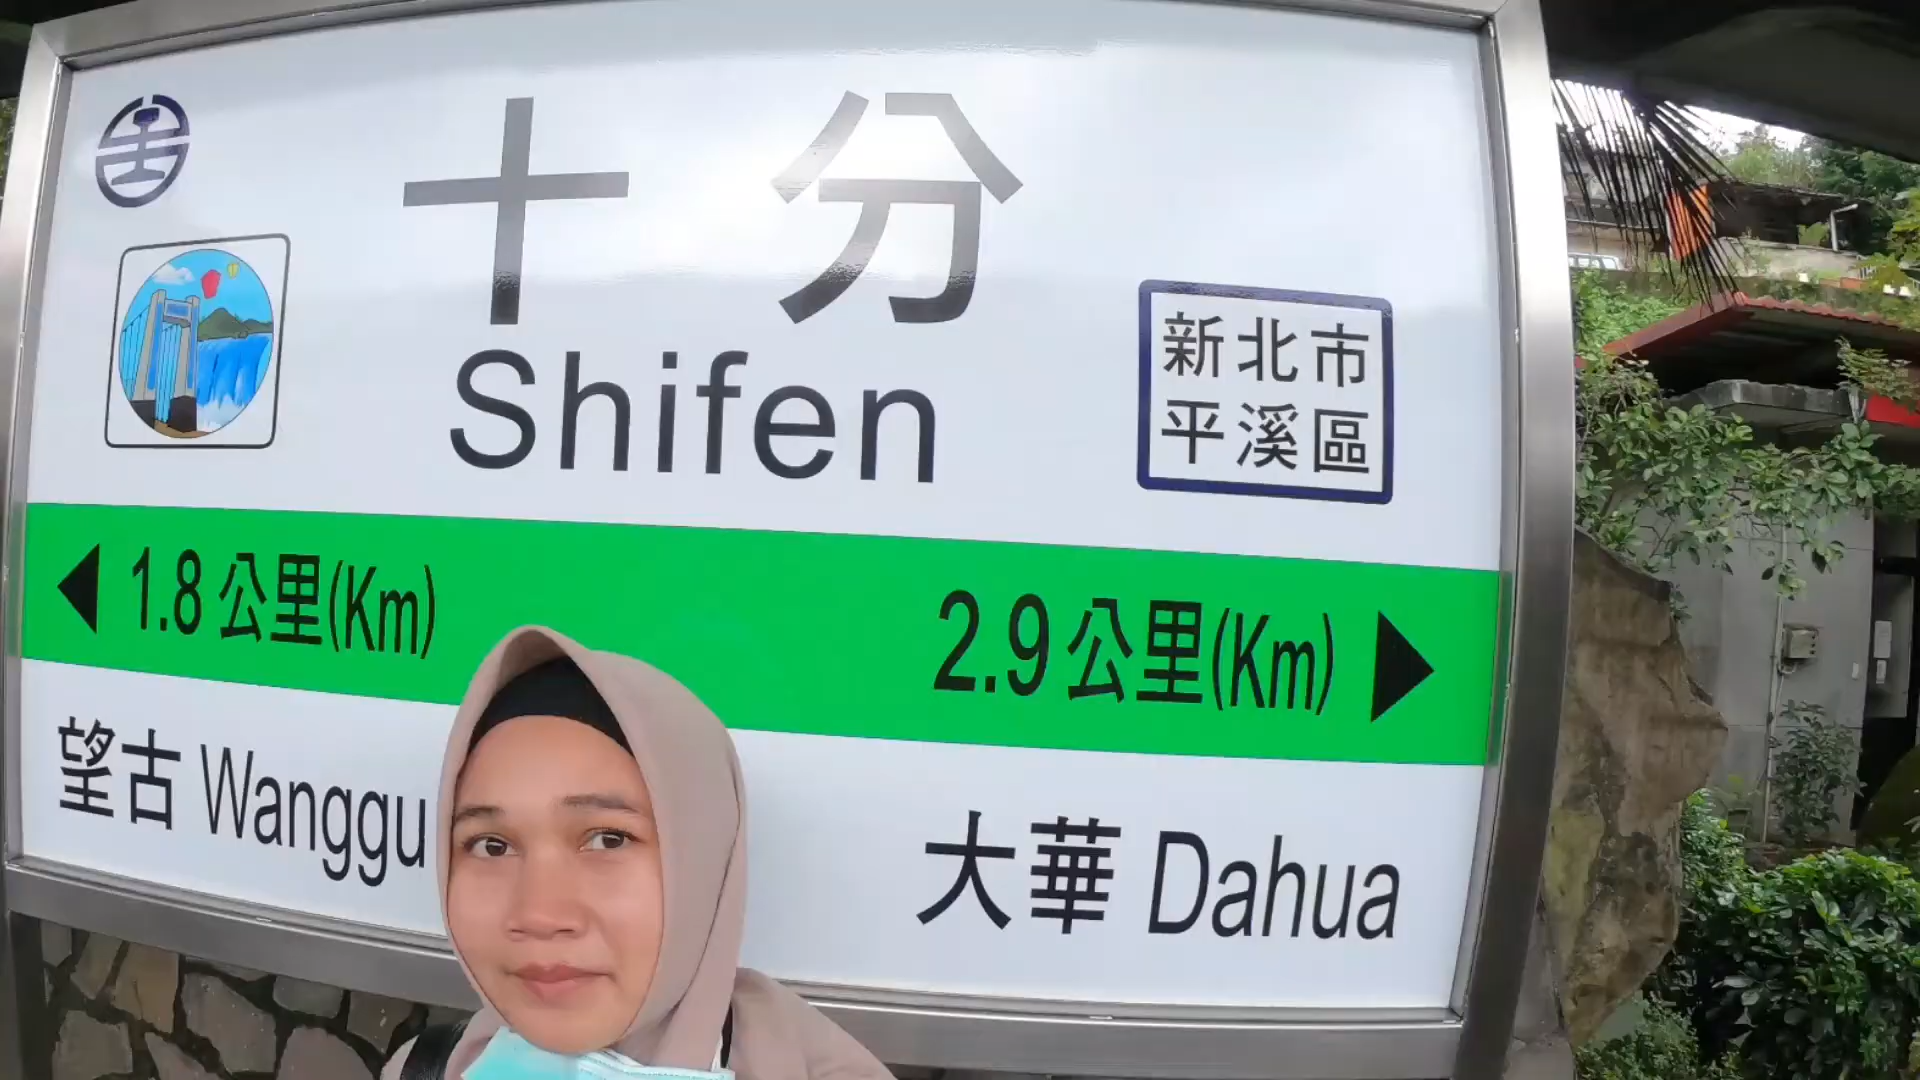 十分
Shifen
新北市
平溪區
1.8 公里(Km)
2.9 公里(Km)
望古 Wanggu
大華 Dahua